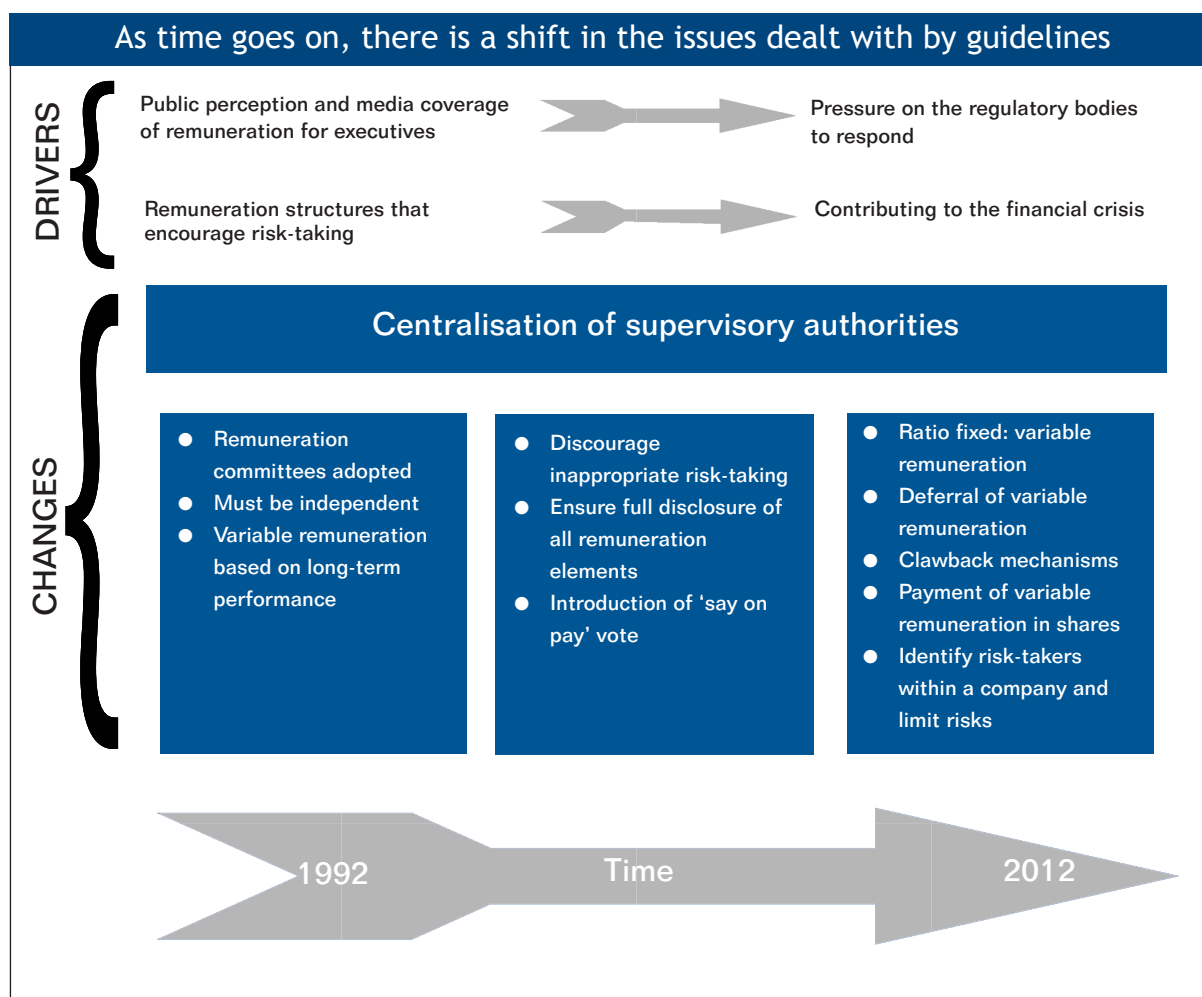 As time goes on, there is a shift in the issues dealt with by guidelines
DRIVERS
Public perception and media coverage
of remuneration for executives
Pressure on the regulatory bodies
to respond
Remuneration structures that
encourage risk-taking
Contributing to the financial crisis
CHANGES
Centralisation of supervisory authorities
● Remuneration
committees adopted
● Must be independent
● Variable remuneration
based on long-term
performance
● Discourage
inappropriate risk-taking
● Ensure full disclosure of
all remuneration
elements
● Introduction of ‘say on
pay’ vote
● Ratio fixed: variable
remuneration
● Deferral of variable
remuneration
● Clawback mechanisms
● Payment of variable
remuneration in shares
● Identify risk-takers
within a company and
limit risks
1992
Time
2012